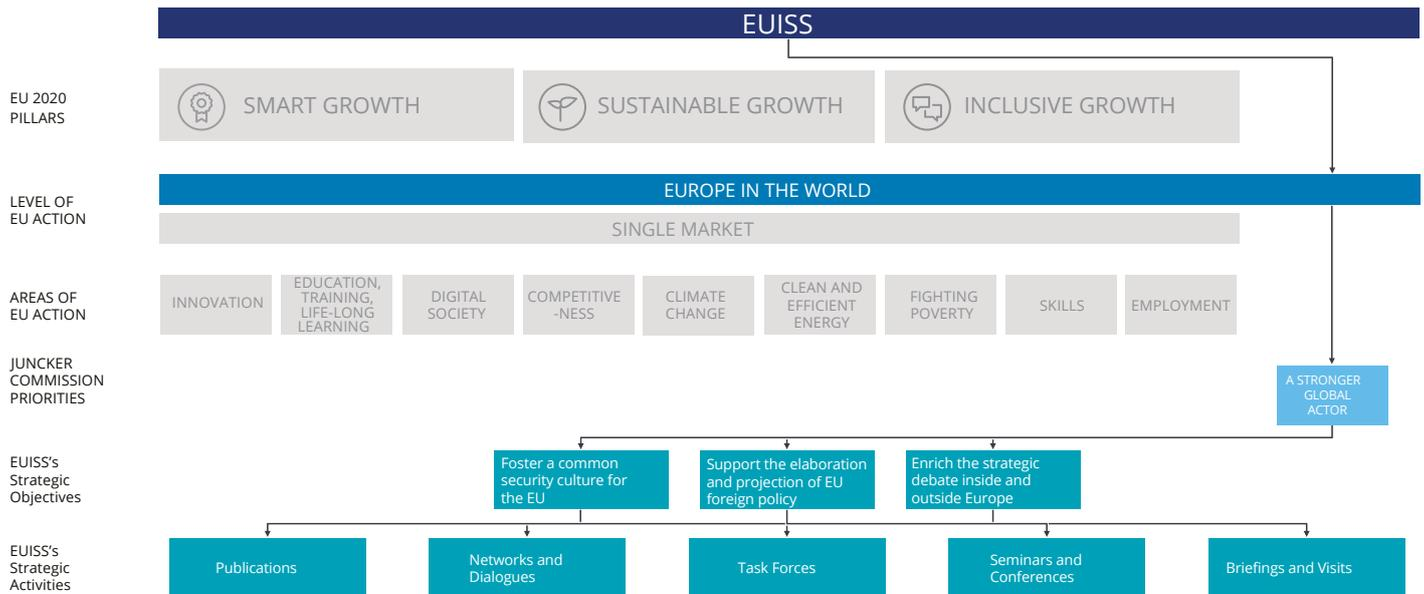 EUISS
EU 2020
PILLARS
SMART GROWTH
SUSTAINABLE GROWTH
INCLUSIVE GROWTH
LEVEL OF
EU ACTION
EUROPE IN THE WORLD
SINGLE MARKET
AREAS OF
EU ACTION
INNOVATION
EDUCATION,
TRAINING,
LIFE-LONG
LEARNING
DIGITAL
SOCIETY
COMPETITIVE
-NESS
CLIMATE
CHANGE
CLEAN AND
EFFICIENT
ENERGY
FIGHTING
POVERTY
SKILLS
EMPLOYMENT
JUNCKER
COMMISSION
PRIORITIES
A STRONGER
GLOBAL
ACTOR
EUISS's
Strategic
Objectives
Foster a common
security culture for
the EU
Support the elaboration
and projection of EU
foreign policy
Enrich the strategic
debate inside and
outside Europe
EUISS's
Strategic
Activities
Publications
Networks and
Dialogues
Task Forces
Seminars and
Conferences
Briefings and Visits